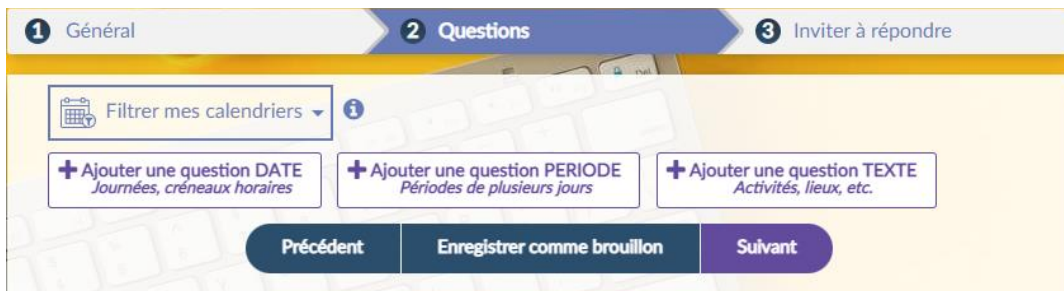 1 Général
2 Questions
3 Inviter à répondre
Filtrer mes calendriers
+ Ajouter une question DATE
Journées, créneaux horaires
+ Ajouter une question PERIODE
Périodes de plusieurs jours
+ Ajouter une question TEXTE
Activités, lieux, etc.
Précédent
Enregistrer comme brouillon
Suivant